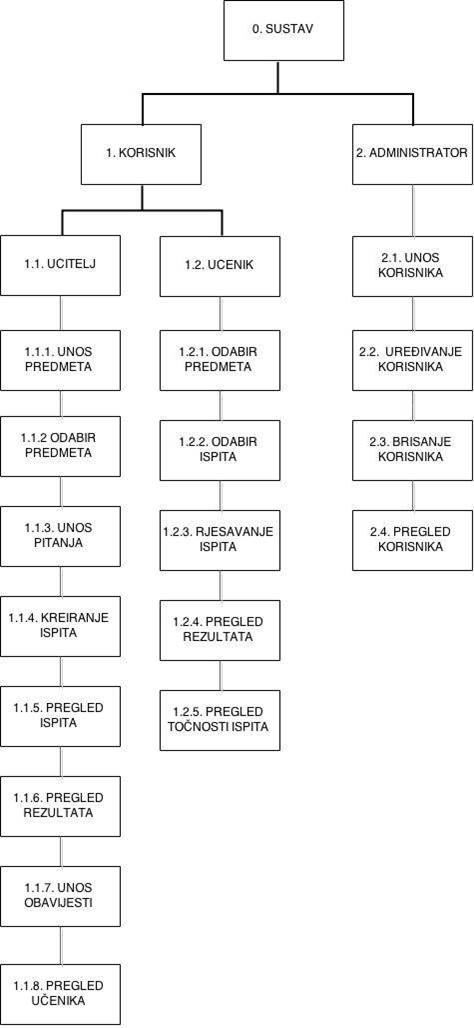 0. SUSTAV
1. KORISNIK
2. ADMINISTRATOR
1.1. UCITELJ
1.2. UCENIK
2.1. UNOS
KORISNIKA
1.1.1. UNOS
PREDMETA
1.2.1. ODABIR
PREDMETA
2.2. UREĐIVANJE
KORISNIKA
1.1.2 ODABIR
PREDMETA
1.2.2. ODABIR
ISPITA
2.3. BRISANJE
KORISNIKA
1.1.3. UNOS
PITANJA
1.2.3. RJESAVANJE
ISPITA
2.4. PREGLED
KORISNIKA
1.1.4. KREIRANJE
ISPITA
1.2.4. PREGLED
REZULTATA
1.1.5. PREGLED
ISPITA
1.2.5. PREGLED
TOČNOSTI ISPITA
1.1.6. PREGLED
REZULTATA
1.1.7. UNOS
OBAVIJESTI
1.1.8. PREGLED
UČENIKA